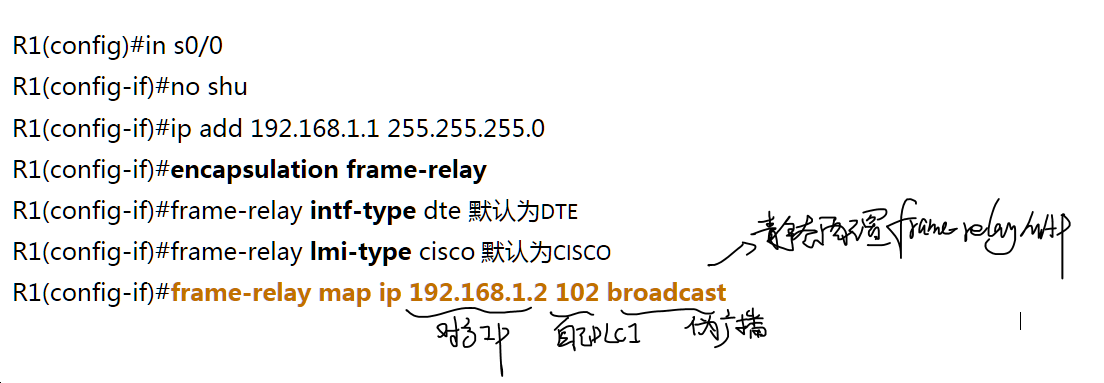 R1(config)#in s0/0
R1(config-if)#no shu
R1(config-if)#ip add 192.168.1.1 255.255.255.0
R1(config-if)#encapsulation frame-relay
R1(config-if)#frame-relay intf-type dte 默认为DTE
R1(config-if)#frame-relay lmi-type cisco 默认为CISCO
静态配置frame-relay MAP
R1(config-if)#frame-relay map ip 192.168.1.2 102 broadcast
对方IP 自己DLCI 伪广播